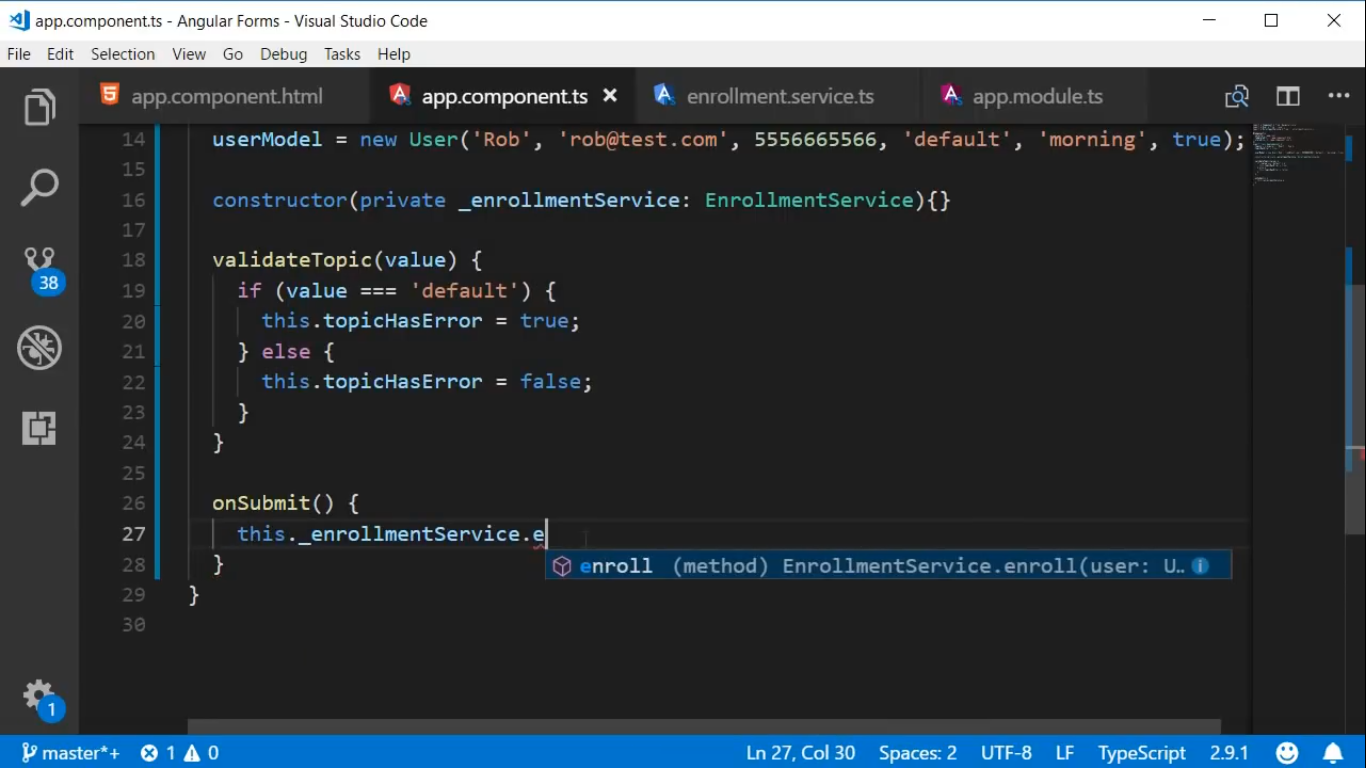 app.component.ts - Angular Forms - Visual Studio Code
File Edit Selection View Go Debug Tasks Help
app.component.html app.component.ts enrollment.service.ts app.module.ts
14 userModel = new User('Rob', 'rob@test.com', 5556665566, 'default', 'morning', true);
15
16 constructor(private _enrollmentService: EnrollmentService){}
17
18 validateTopic(value) {
19 if (value === 'default') {
20 this.topicHasError = true;
21 } else {
22 this.topicHasError = false;
23 }
24 }
25
26 onSubmit() {
27 this._enrollmentService.e
28 }
enroll (method) EnrollmentService.enroll(user: U…
29 }
30
38
1
master*+ 1 0 Ln 27, Col 30 Spaces: 2 UTF-8 LF TypeScript 2.9.1